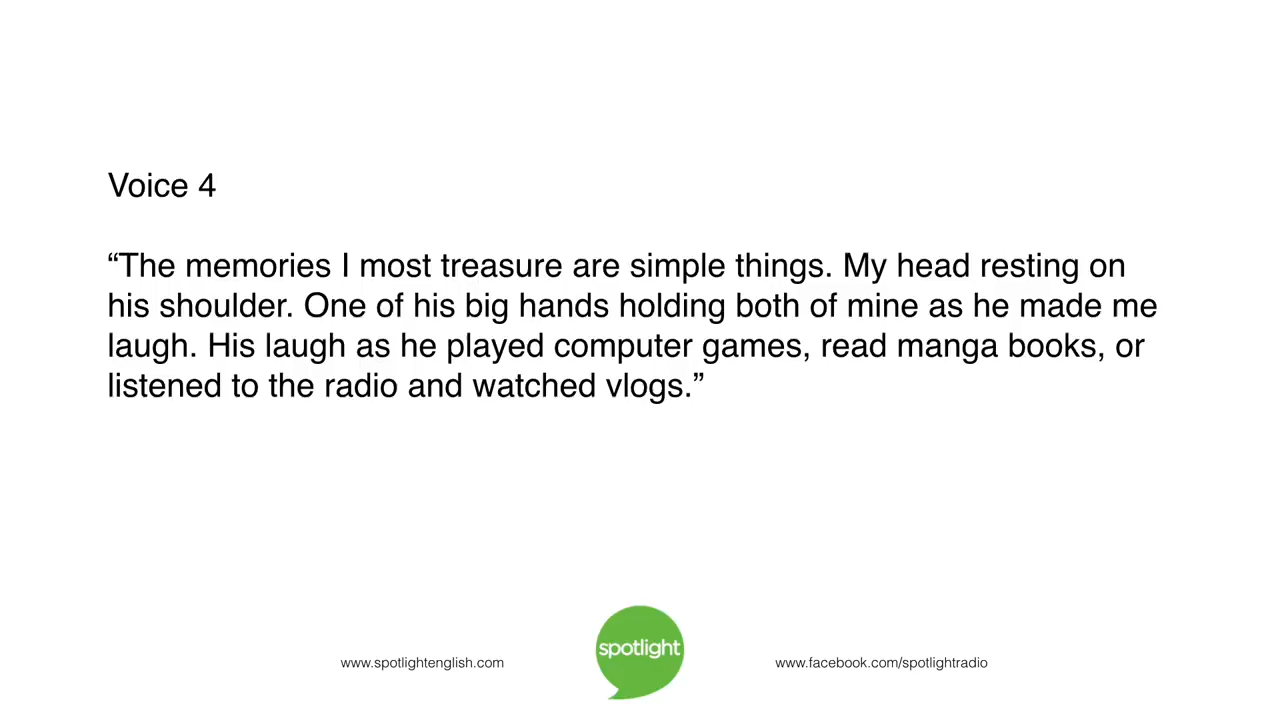 Voice 4
“The memories I most treasure are simple things. My head resting on
his shoulder. One of his big hands holding both of mine as he made me
laugh. His laugh as he played computer games, read manga books, or
listened to the radio and watched vlogs.”
spotlight
www.spotlightenglish.com
www.facebook.com/spotlightradio